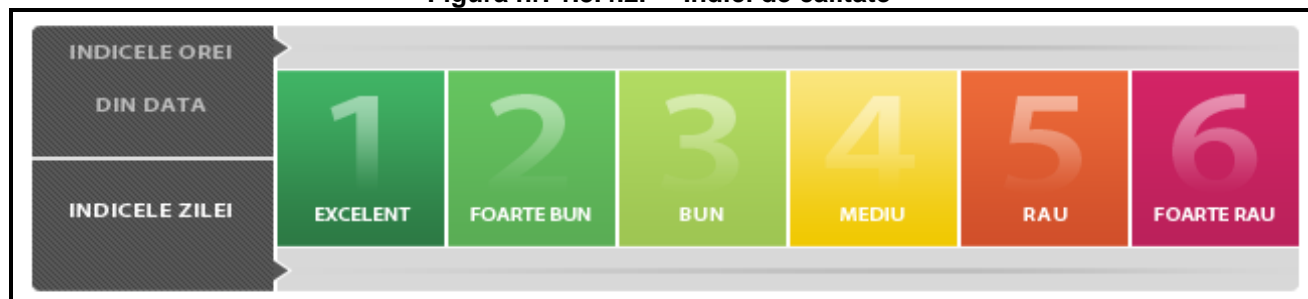 INDICELE OREI
DIN DATA
INDICELE ZILEI
1
EXCELENT
2
FOARTE BUN
3
BUN
4
MEDIU
5
RAU
6
FOARTE RAU